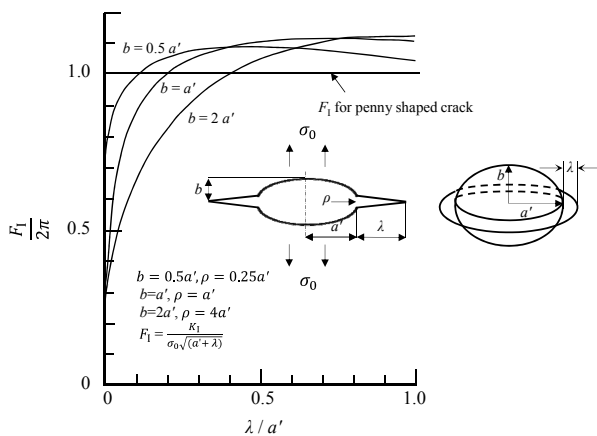 b = 0.5 a'
1.0
b = a'
F_I for penny shaped crack
b = 2 a'
σ₀
b
ρ
a'
λ
σ₀
b
a'
λ
F_I / 2π
0.5
b = 0.5a', ρ = 0.25a'
b=a', ρ = a'
b=2a', ρ = 4a'
F_I = K_I / σ₀√(a'+ λ)
0
0
0.5
1.0
λ / a'